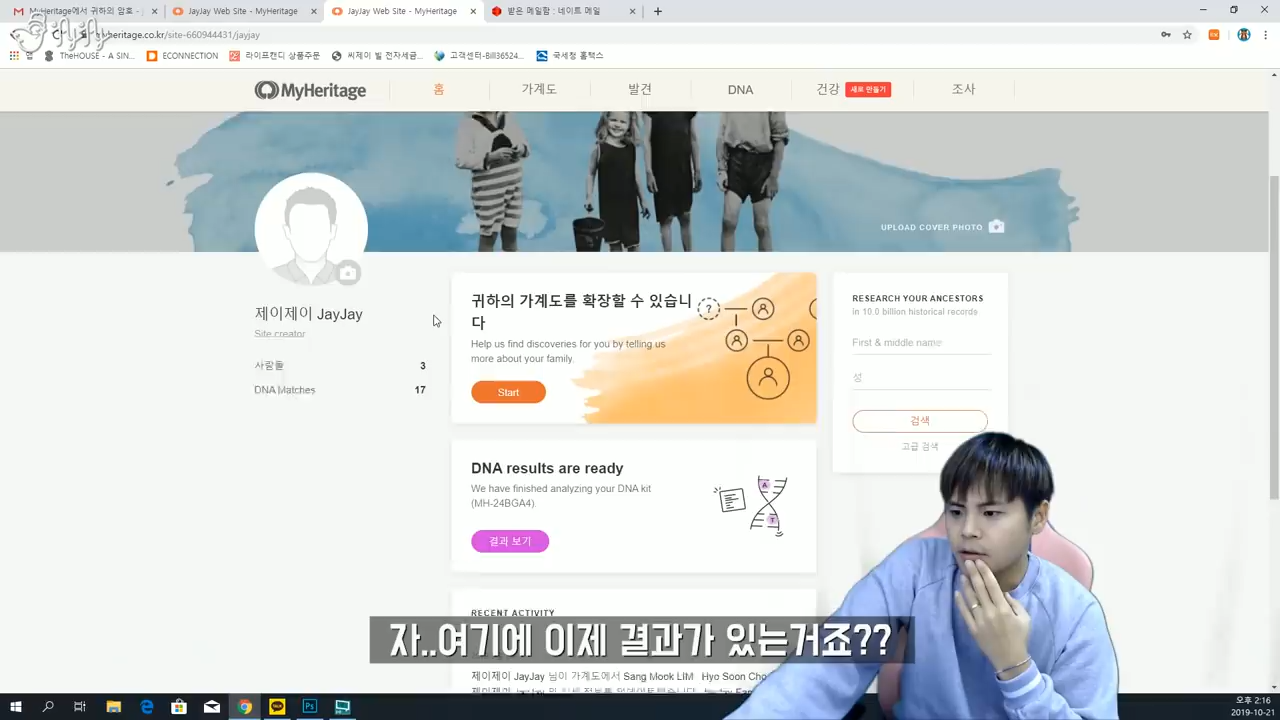 MyHeritage에서 귀하의 암호 -
JayJay Web Site - MyHeritage
JayJay Web Site - MyHeritage
받은 메일함 : 네이트 메일
myheritage.co.kr/site-660944431/jayjay
앱
TheHOUSE - A SIN...
ECONNECTION
라이프캔디 상품주문
씨제이 빌 전자세금...
고객센터-Bill36524...
국세청 홈택스
MyHeritage
홈
가계도
발견
DNA
건강
새로 만들기
조사
UPLOAD COVER PHOTO
제이제이 JayJay
Site creator
사람들 3
DNA Matches 17
귀하의 가계도를 확장할 수 있습니
다
Help us find discoveries for you by telling us
more about your family.
Start
?
RESEARCH YOUR ANCESTORS
in 10.0 billion historical records
First & middle name
성
검색
고급 검색
DNA results are ready
We have finished analyzing your DNA kit
(MH-24BGA4).
결과 보기
A
T
RECENT ACTIVITY
자..여기에 이제 결과가 있는거죠??
제이제이 JayJay 님이 가계도에서 Sang Mook LIM Hyo Soon Cho
오후 2:16
2019-10-21